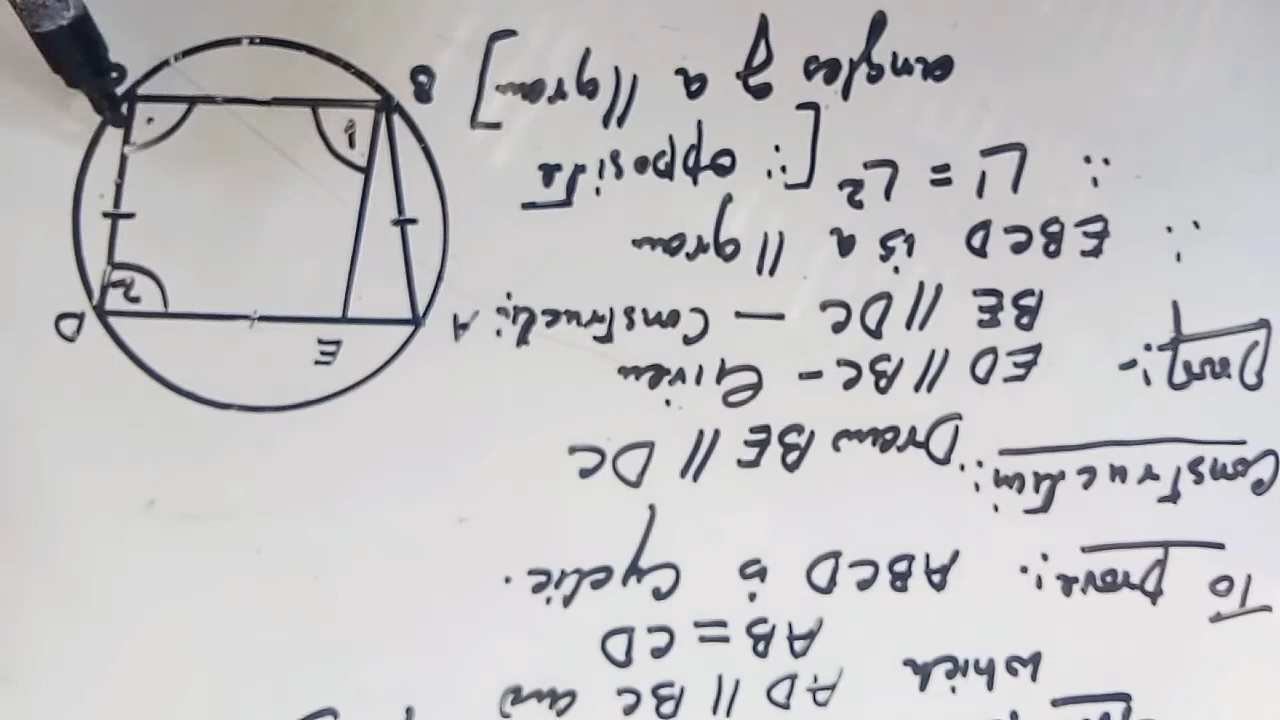 which AD // BC and
AB = CD
To prove:. ABCD is Cyclic.
Construction:. Draw BE // DC
Proof:- ED // BC - Given
BE // DC - Construction
∴ EBCD is a //gram
∴ ∠1 = ∠2 [∵ opposite
angles of a //gram]
A
E
D
2
1
B